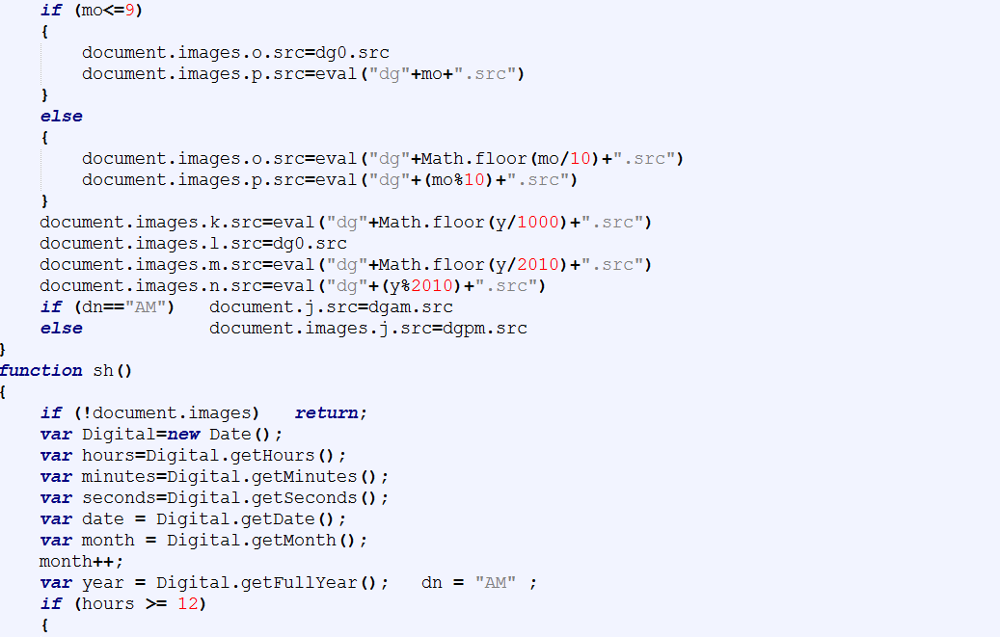 if (mo<=9)
{
document.images.o.src=dg0.src
document.images.p.src=eval("dg"+mo+".src")
}
else
{
document.images.o.src=eval("dg"+Math.floor(mo/10)+".src")
document.images.p.src=eval("dg"+(mo%10)+".src")
}
document.images.k.src=eval("dg"+Math.floor(y/1000)+".src")
document.images.l.src=dg0.src
document.images.m.src=eval("dg"+Math.floor(y/2010)+".src")
document.images.n.src=eval("dg"+(y%2010)+".src")
if (dn=="AM")   document.j.src=dgam.src
else            document.images.j.src=dgpm.src
}
function sh()
{
if (!document.images)   return;
var Digital=new Date();
var hours=Digital.getHours();
var minutes=Digital.getMinutes();
var seconds=Digital.getSeconds();
var date = Digital.getDate();
var month = Digital.getMonth();
month++;
var year = Digital.getFullYear();   dn = "AM" ;
if (hours >= 12)
{